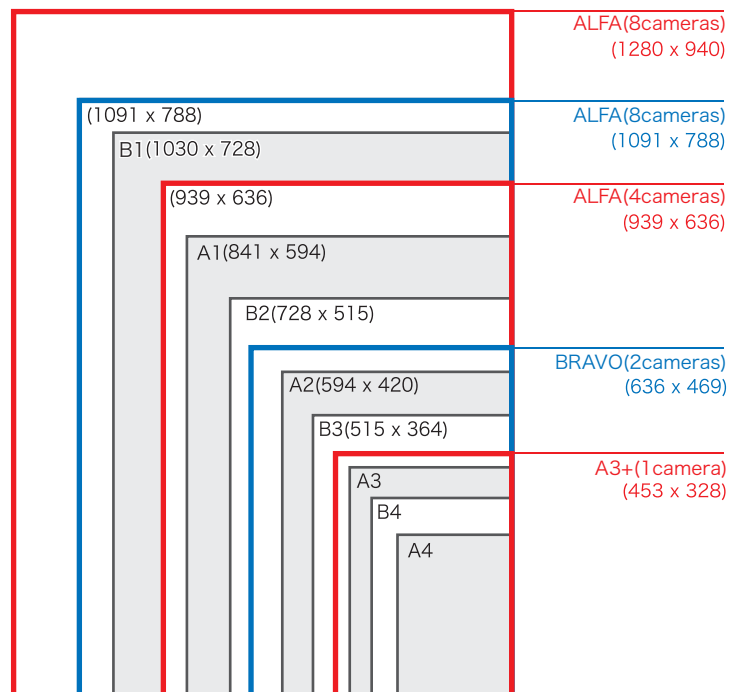 ALFA(8cameras)
(1280 x 940)
(1091 x 788)
ALFA(8cameras)
(1091 x 788)
B1(1030 x 728)
(939 x 636)
ALFA(4cameras)
(939 x 636)
A1(841 x 594)
B2(728 x 515)
BRAVO(2cameras)
(636 x 469)
A2(594 x 420)
B3(515 x 364)
A3+(1camera)
(453 x 328)
A3
B4
A4